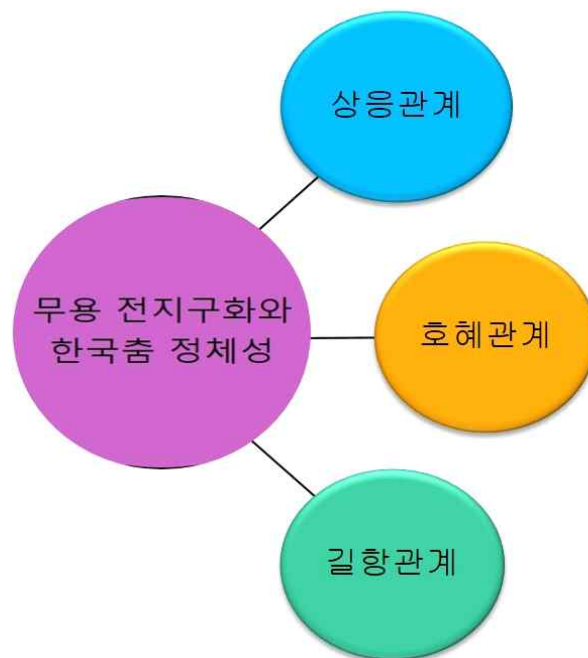 상응관계
무용 전지구화와
한국춤 정체성
호혜관계
길항관계